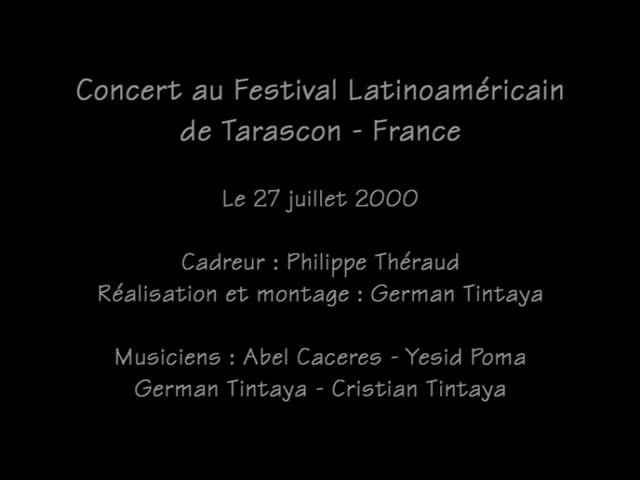 Concert au Festival Latinoaméricain
de Tarascon - France
Le 27 juillet 2000
Cadreur : Philippe Théraud
Réalisation et montage : German Tintaya
Musiciens : Abel Caceres - Yesid Poma
German Tintaya - Cristian Tintaya